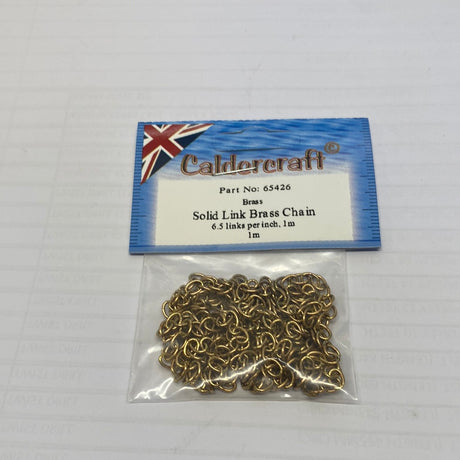 Caldercraft©
Part No: 65426
Brass
Solid Link Brass Chain
6.5 links per inch, 1m
1m